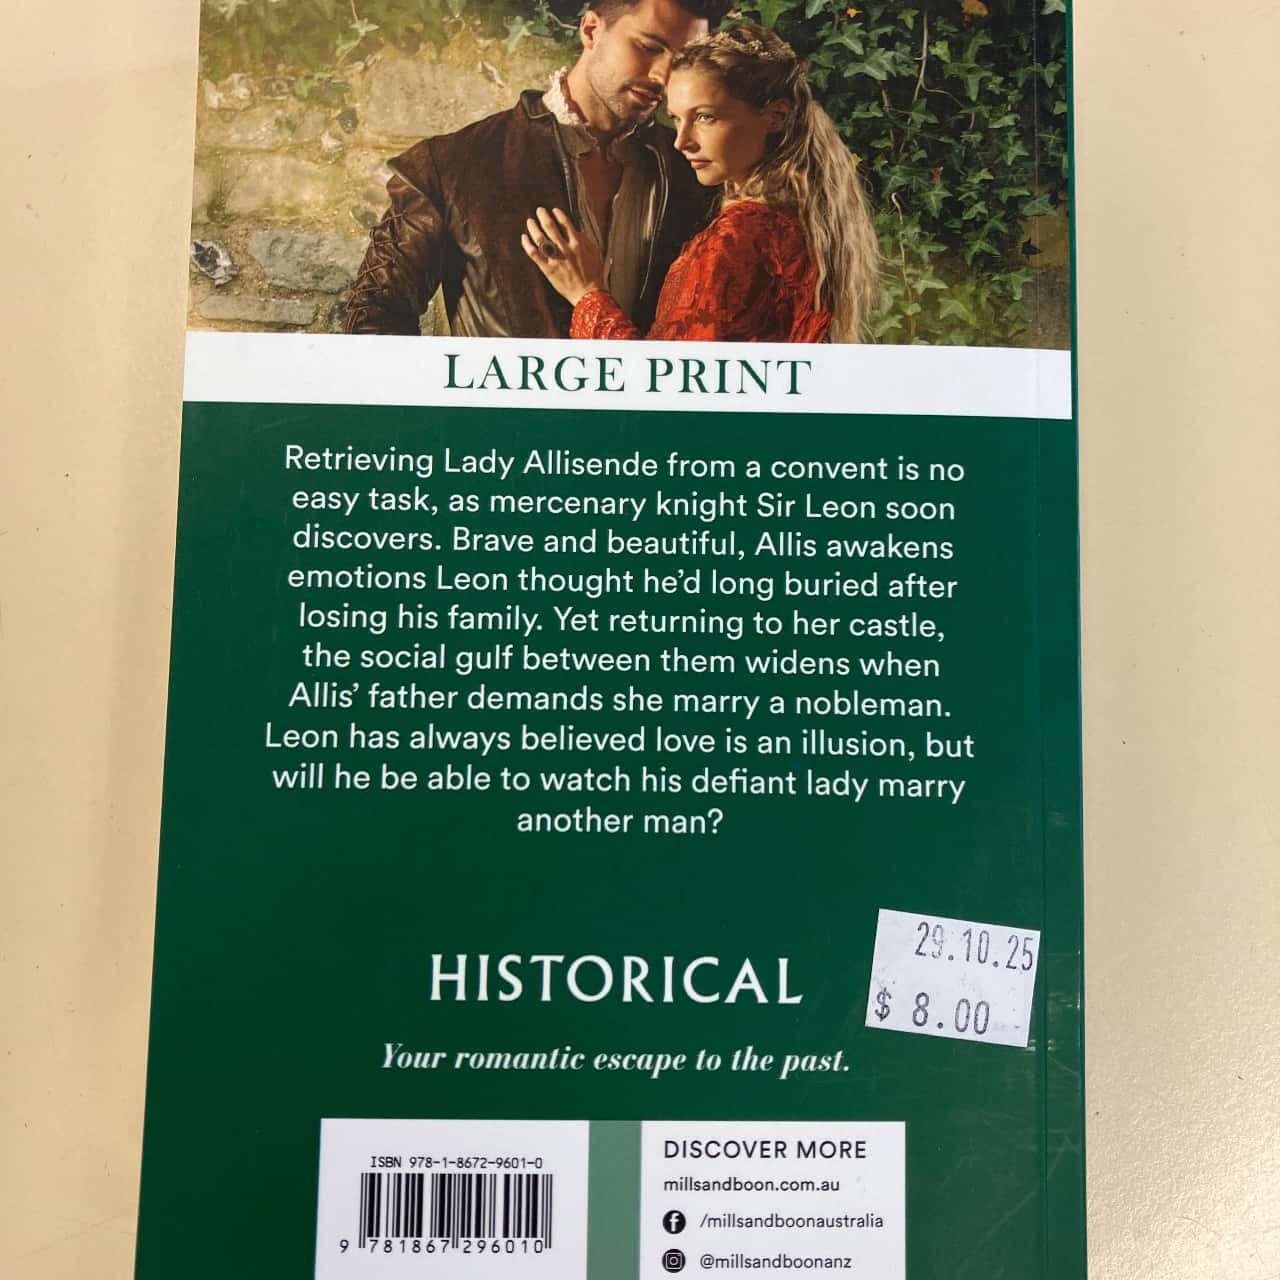 LARGE PRINT
Retrieving Lady Allisende from a convent is no
easy task, as mercenary knight Sir Leon soon
discovers. Brave and beautiful, Allis awakens
emotions Leon thought he’d long buried after
losing his family. Yet returning to her castle,
the social gulf between them widens when
Allis’ father demands she marry a nobleman.
Leon has always believed love is an illusion, but
will he be able to watch his defiant lady marry
another man?
29.10.25
$ 8.00
HISTORICAL
Your romantic escape to the past.
ISBN 978-1-8672-9601-0
9 781867 296010
DISCOVER MORE
millsandboon.com.au
/millsandboonaustralia
@millsandboonanz